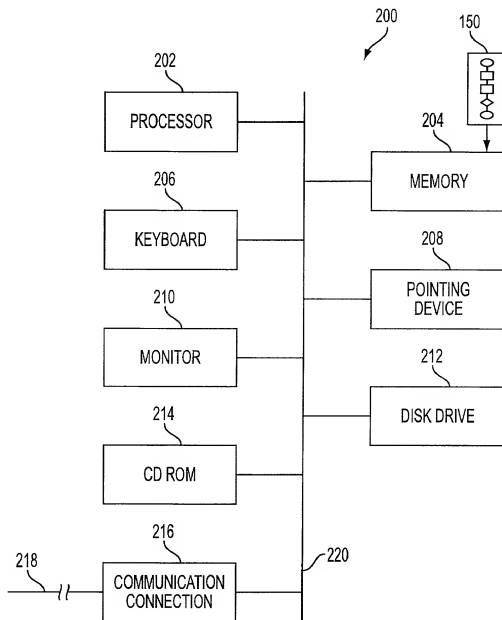 200
150
202
PROCESSOR
204
MEMORY
206
KEYBOARD
208
POINTING
DEVICE
210
MONITOR
212
DISK DRIVE
214
CD ROM
216
COMMUNICATION
CONNECTION
218
220